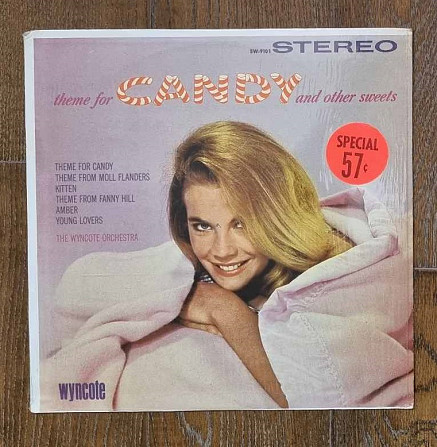 SW-9101 STEREO
theme for CANDY and other sweets
SPECIAL
57¢
THEME FOR CANDY
THEME FROM MOLL FLANDERS
KITTEN
THEME FROM FANNY HILL
AMBER
YOUNG LOVERS
THE WYNCOTE ORCHESTRA
wyncote